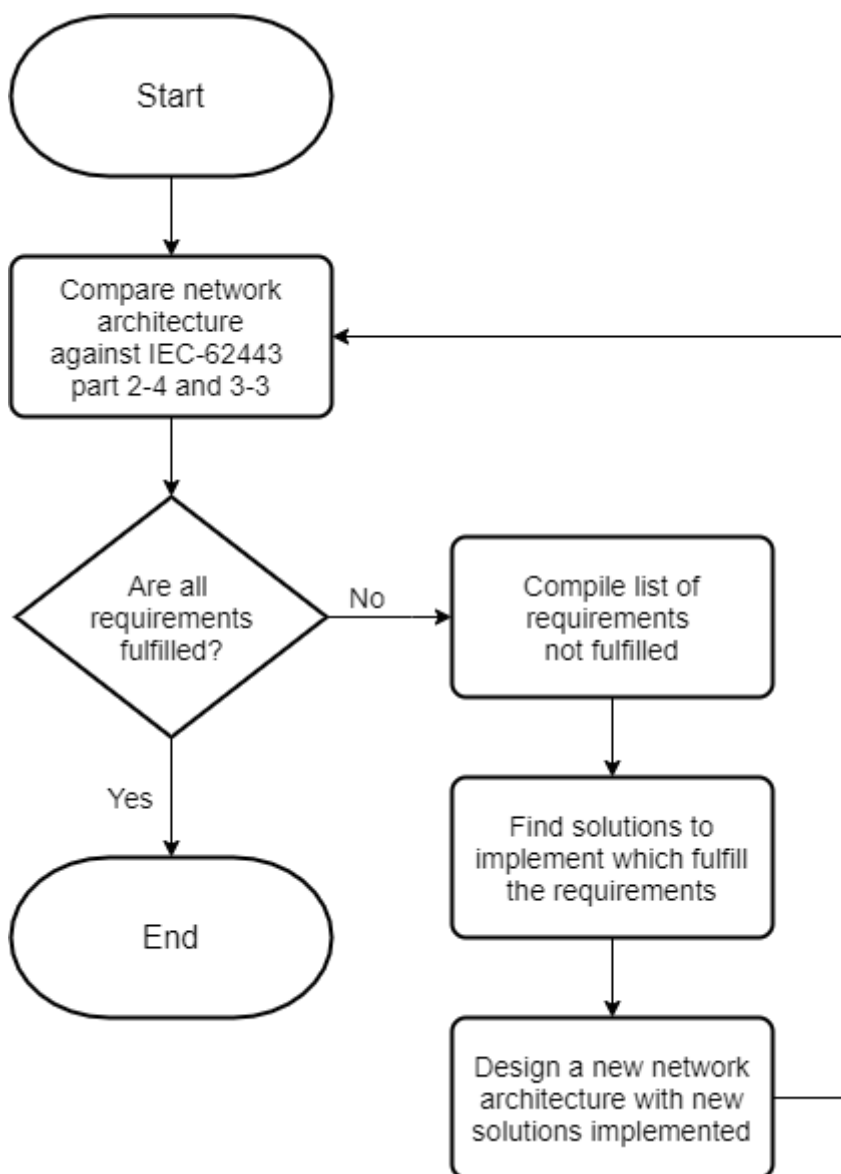 Start
Compare network
architecture
against IEC-62443
part 2-4 and 3-3
Are all
requirements
fulfilled?
No
Compile list of
requirements
not fulfilled
Yes
Find solutions to
implement which fulfill
the requirements
End
Design a new network
architecture with new
solutions implemented